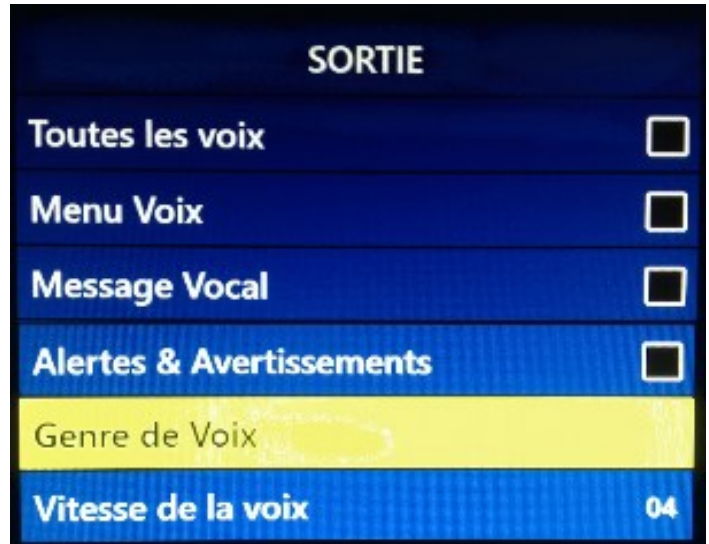 SORTIE
Toutes les voix
Menu Voix
Message Vocal
Alertes & Avertissements
Genre de Voix
Vitesse de la voix 04